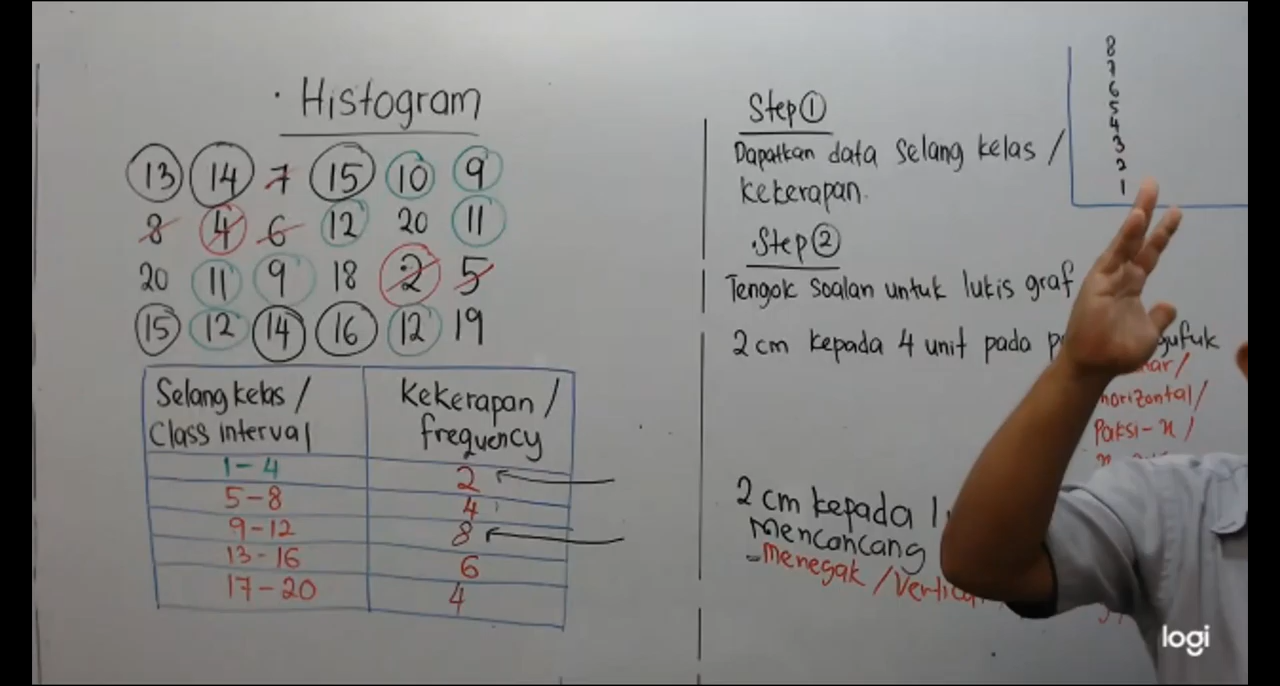 · Histogram
13 14 7 15 10 9
8 4 6 12 20 11
20 11 9 18 2 5
15 12 14 16 12 19
Selang kelas / Kekerapan /
Class interval frequency
1 - 4 2
5 - 8 4
9 - 12 8
13 - 16 6
17 - 20 4
Step ①
Dapatkan data selang kelas /
kekerapan.
·Step ②
Tengok soalan untuk lukis graf
2 cm kepada 4 unit pada
horizontal /
Paksi - x /
2 cm kepada 1
Mencancang
- Menegak /
8
7
6
5
4
3
2
1
logi